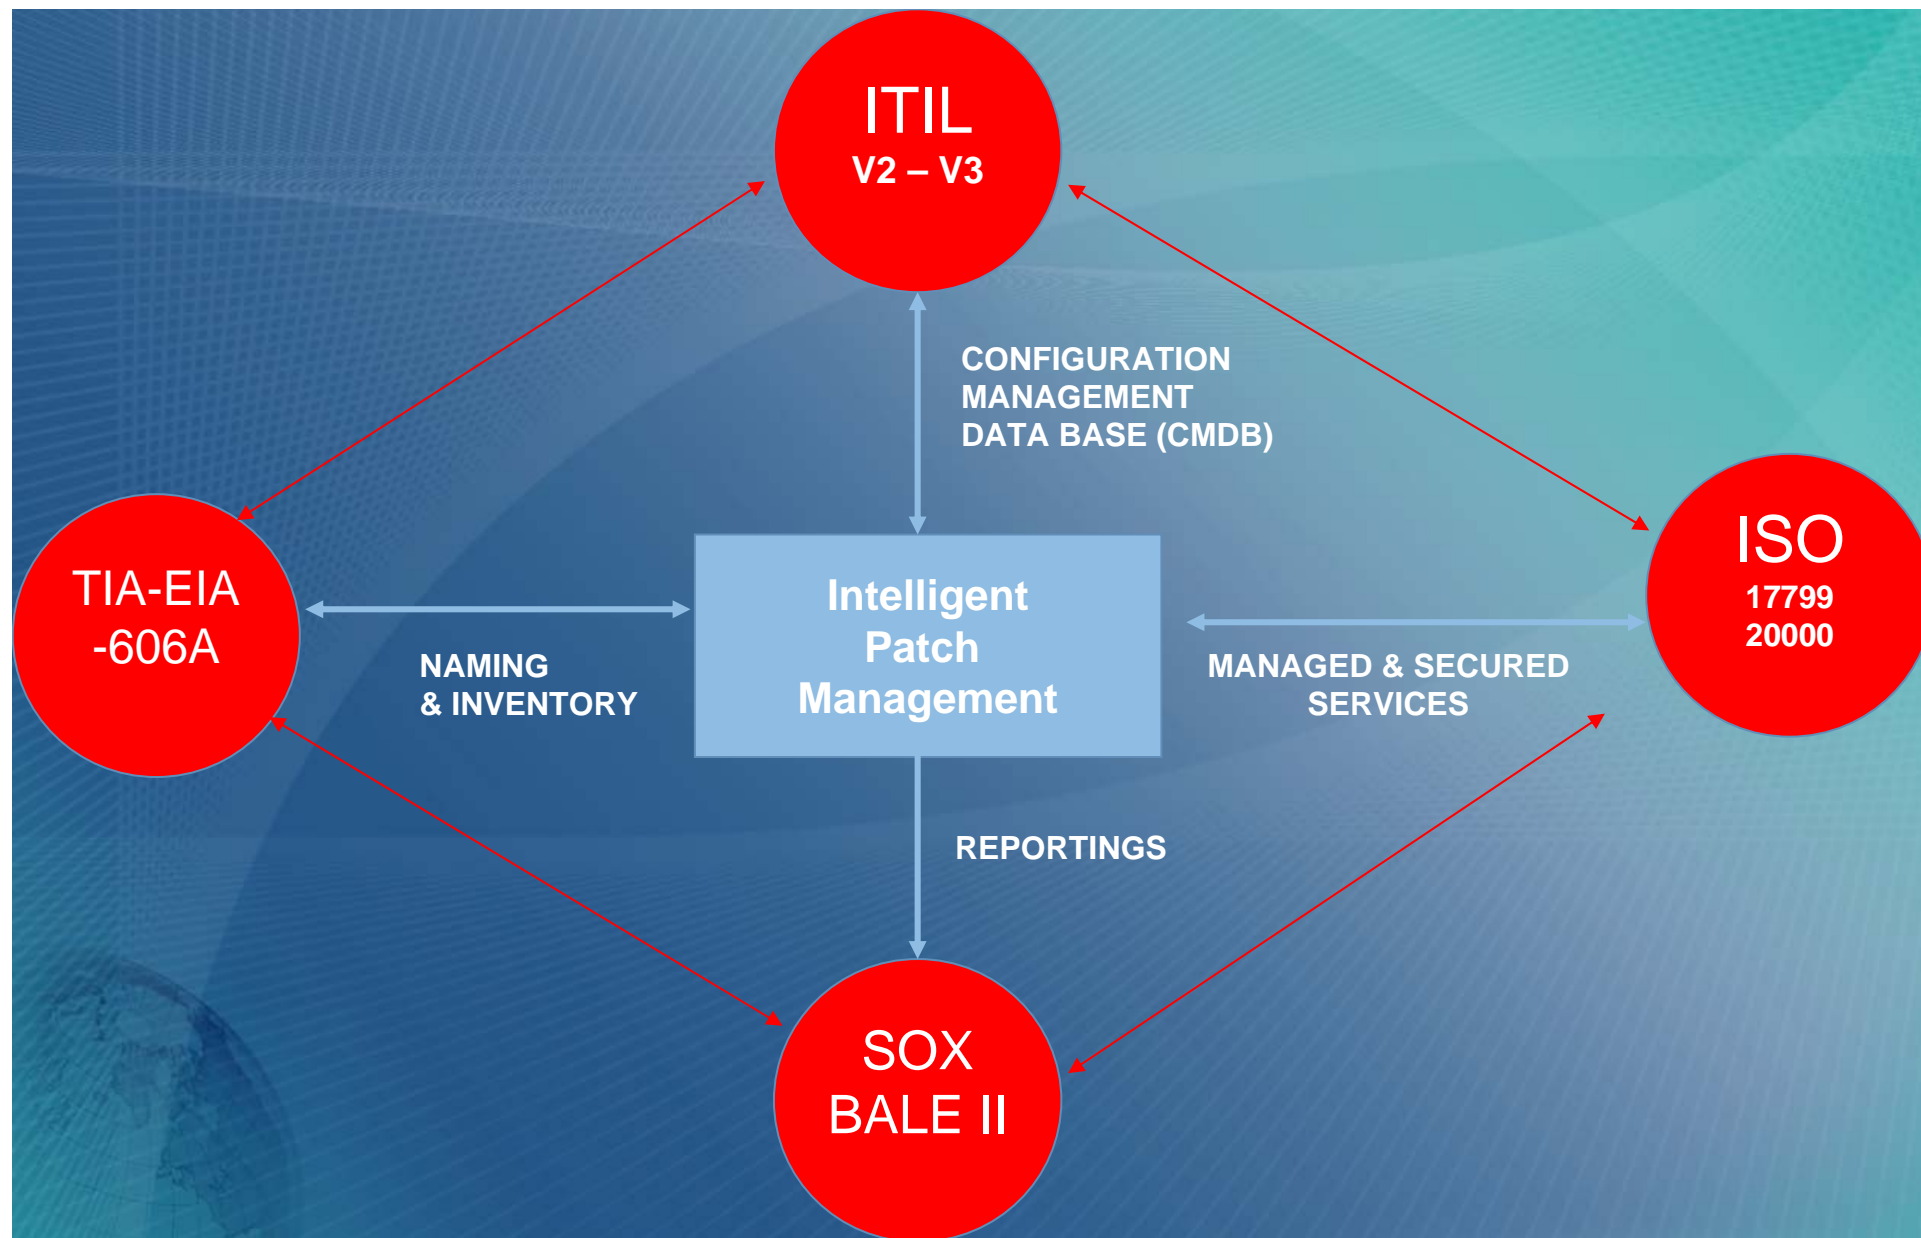 ITIL
V2 – V3
CONFIGURATION
MANAGEMENT
DATA BASE (CMDB)
TIA-EIA
-606A
NAMING
& INVENTORY
Intelligent
Patch
Management
MANAGED & SECURED
SERVICES
ISO
17799
20000
REPORTINGS
SOX
BALE II